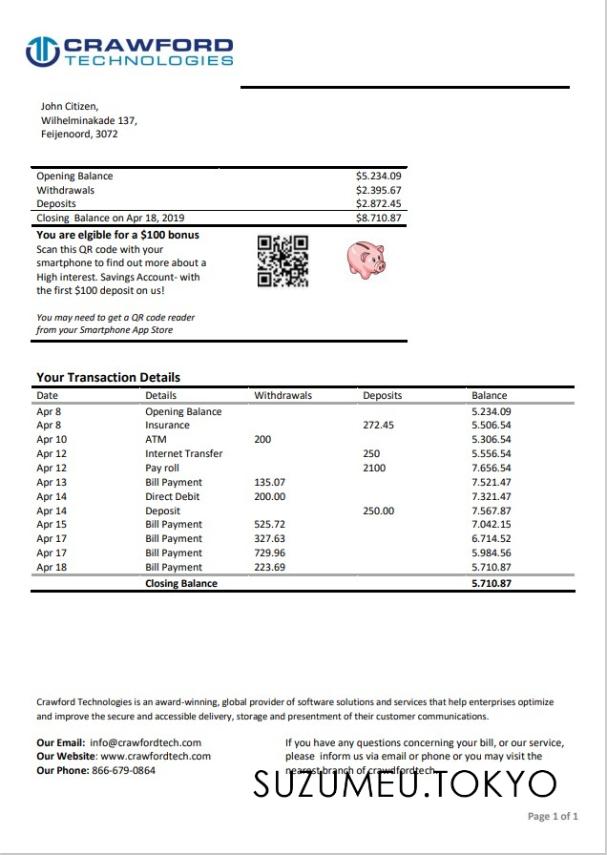 CRAWFORD
TECHNOLOGIES
John Citizen,
Wilhelminakade 137,
Feijenoord, 3072
Opening Balance $5.234.09
Withdrawals $2.395.67
Deposits $2.872.45
Closing Balance on Apr 18, 2019 $8.710.87
You are elgible for a $100 bonus
Scan this QR code with your
smartphone to find out more about a
High interest. Savings Account- with
the first $100 deposit on us!
You may need to get a QR code reader
from your Smartphone App Store
Your Transaction Details
Date Details Withdrawals Deposits Balance
Apr 8 Opening Balance 5.234.09
Apr 8 Insurance 272.45 5.506.54
Apr 10 ATM 200 5.306.54
Apr 12 Internet Transfer 250 5.556.54
Apr 12 Pay roll 2100 7.656.54
Apr 13 Bill Payment 135.07 7.521.47
Apr 14 Direct Debit 200.00 7.321.47
Apr 14 Deposit 250.00 7.567.87
Apr 15 Bill Payment 525.72 7.042.15
Apr 17 Bill Payment 327.63 6.714.52
Apr 17 Bill Payment 729.96 5.984.56
Apr 18 Bill Payment 223.69 5.710.87
Closing Balance 5.710.87
Crawford Technologies is an award-winning, global provider of software solutions and services that help enterprises optimize
and improve the secure and accessible delivery, storage and presentment of their customer communications.
Our Email: info@crawfordtech.com
Our Website: www.crawfordtech.com
Our Phone: 866-679-0864
If you have any questions concerning your bill, or our service,
please inform us via email or phone or you may visit the
nearest branch of crawdfordtech.
SUZUMEU.TOKYO
Page 1 of 1